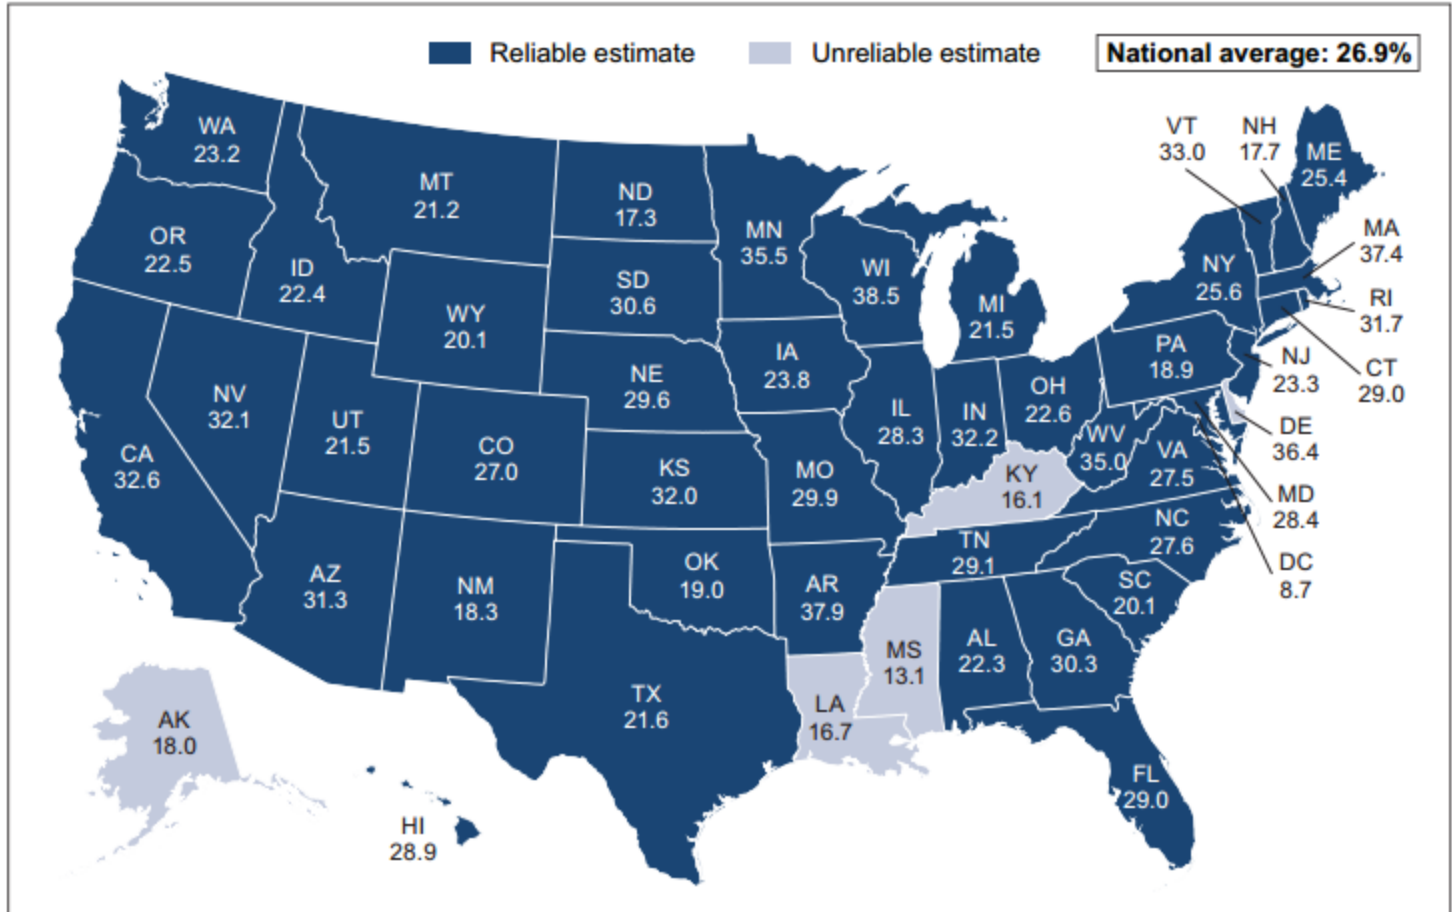 Reliable estimate
Unreliable estimate
National average: 26.9%
WA
23.2
OR
22.5
CA
32.6
ID
22.4
NV
32.1
MT
21.2
WY
20.1
UT
21.5
AZ
31.3
CO
27.0
NM
18.3
ND
17.3
SD
30.6
NE
29.6
KS
32.0
OK
19.0
TX
21.6
MN
35.5
IA
23.8
MO
29.9
AR
37.9
LA
16.7
WI
38.5
IL
28.3
MI
21.5
IN
32.2
OH
22.6
KY
16.1
TN
29.1
MS
13.1
AL
22.3
GA
30.3
FL
29.0
SC
20.1
NC
27.6
VA
27.5
WV
35.0
PA
18.9
NY
25.6
VT
33.0
NH
17.7
ME
25.4
MA
37.4
RI
31.7
CT
29.0
NJ
23.3
DE
36.4
MD
28.4
DC
8.7
AK
18.0
HI
28.9